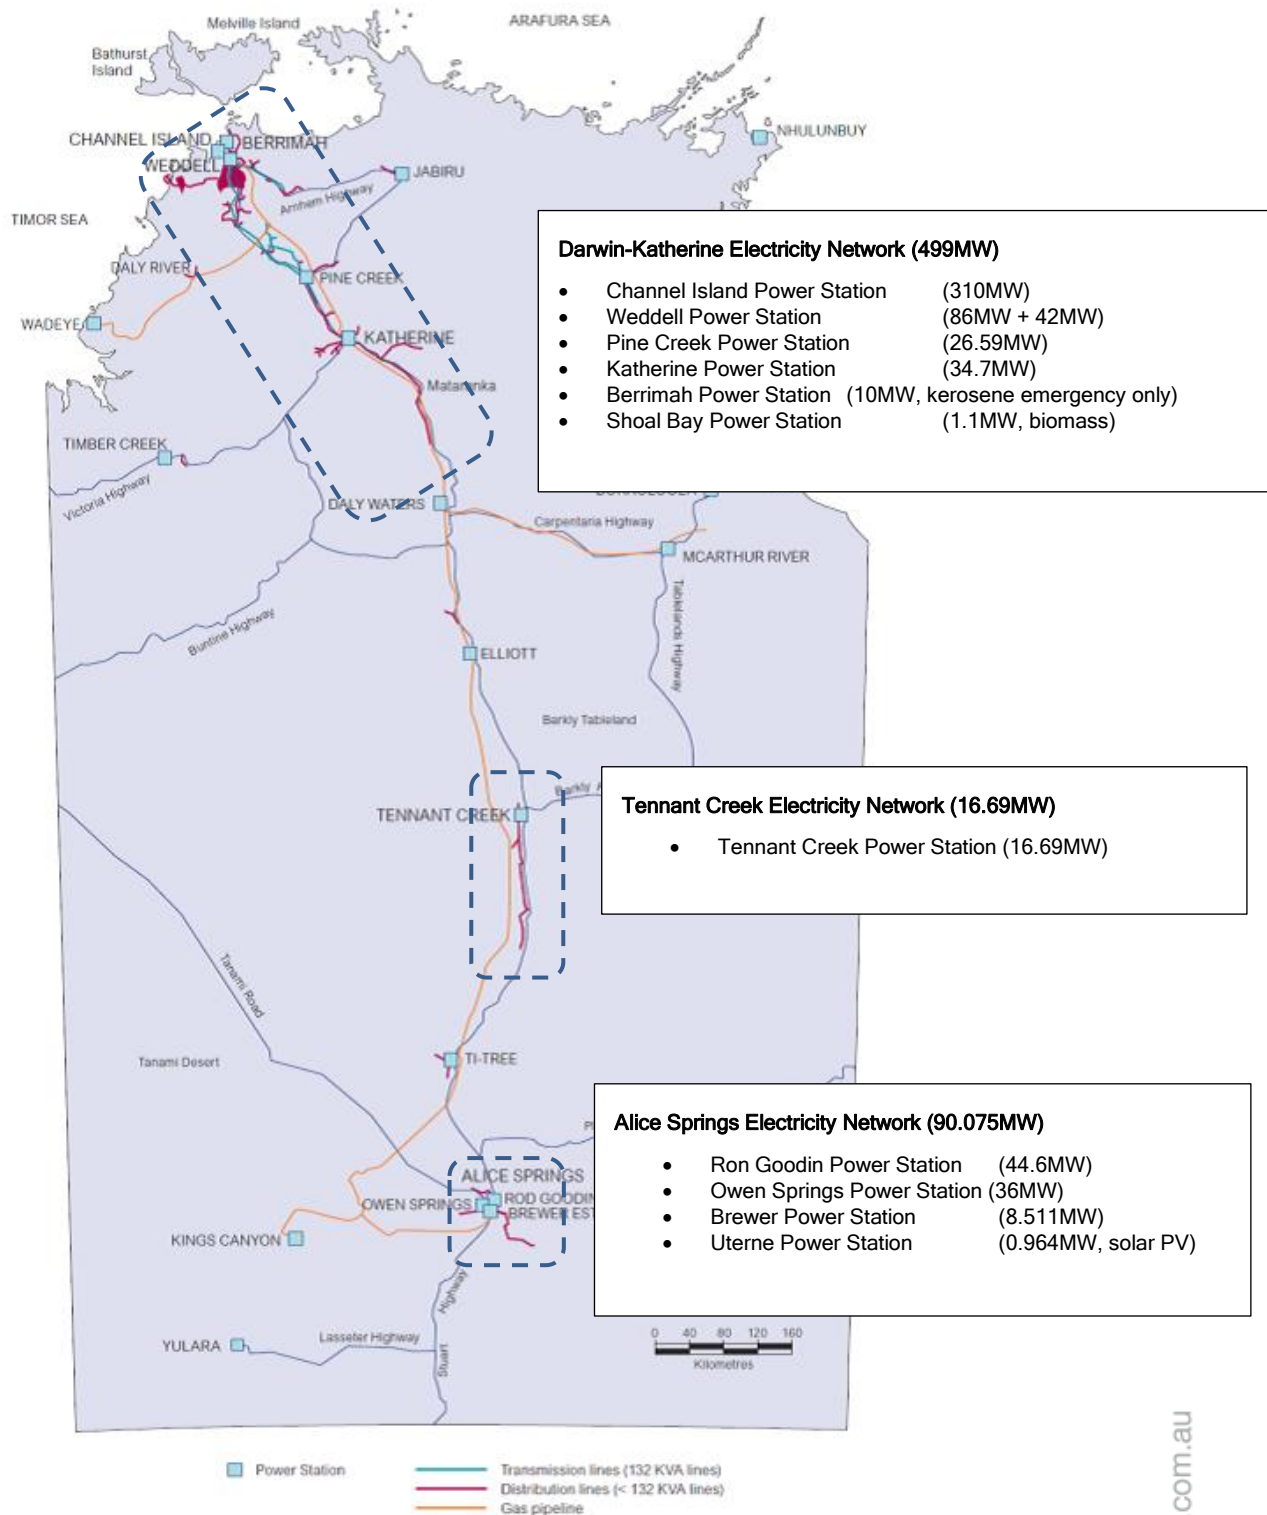 Melville Island
ARAFURA SEA
Bathurst
Island
CHANNEL ISLAND
BERRIMAH
NHULUNBUY
WEDDELL
JABIRU
Arnhem Highway
TIMOR SEA
DALY RIVER
PINE CREEK
WADEYE
KATHERINE
Mataranka
TIMBER CREEK
Victoria Highway
DALY WATERS
Carpentaria Highway
MCARTHUR RIVER
Tablelands Highway
Buntine Highway
ELLIOTT
Barkly Tableland
Barkly
TENNANT CREEK
Tanami Road
Tanami Desert
TI-TREE
ALICE SPRINGS
OWEN SPRINGS
ROD GOODIN
BREWER EST
KINGS CANYON
Highway
YULARA
Lasseter Highway
Stuart
Darwin-Katherine Electricity Network (499MW)
• Channel Island Power Station (310MW)
• Weddell Power Station (86MW + 42MW)
• Pine Creek Power Station (26.59MW)
• Katherine Power Station (34.7MW)
• Berrimah Power Station (10MW, kerosene emergency only)
• Shoal Bay Power Station (1.1MW, biomass)
Tennant Creek Electricity Network (16.69MW)
• Tennant Creek Power Station (16.69MW)
Alice Springs Electricity Network (90.075MW)
• Ron Goodin Power Station (44.6MW)
• Owen Springs Power Station (36MW)
• Brewer Power Station (8.511MW)
• Uterne Power Station (0.964MW, solar PV)
0 40 80 120 160
Kilometres
Power Station
Transmission lines (132 KVA lines)
Distribution lines (< 132 KVA lines)
Gas pipeline
com.au